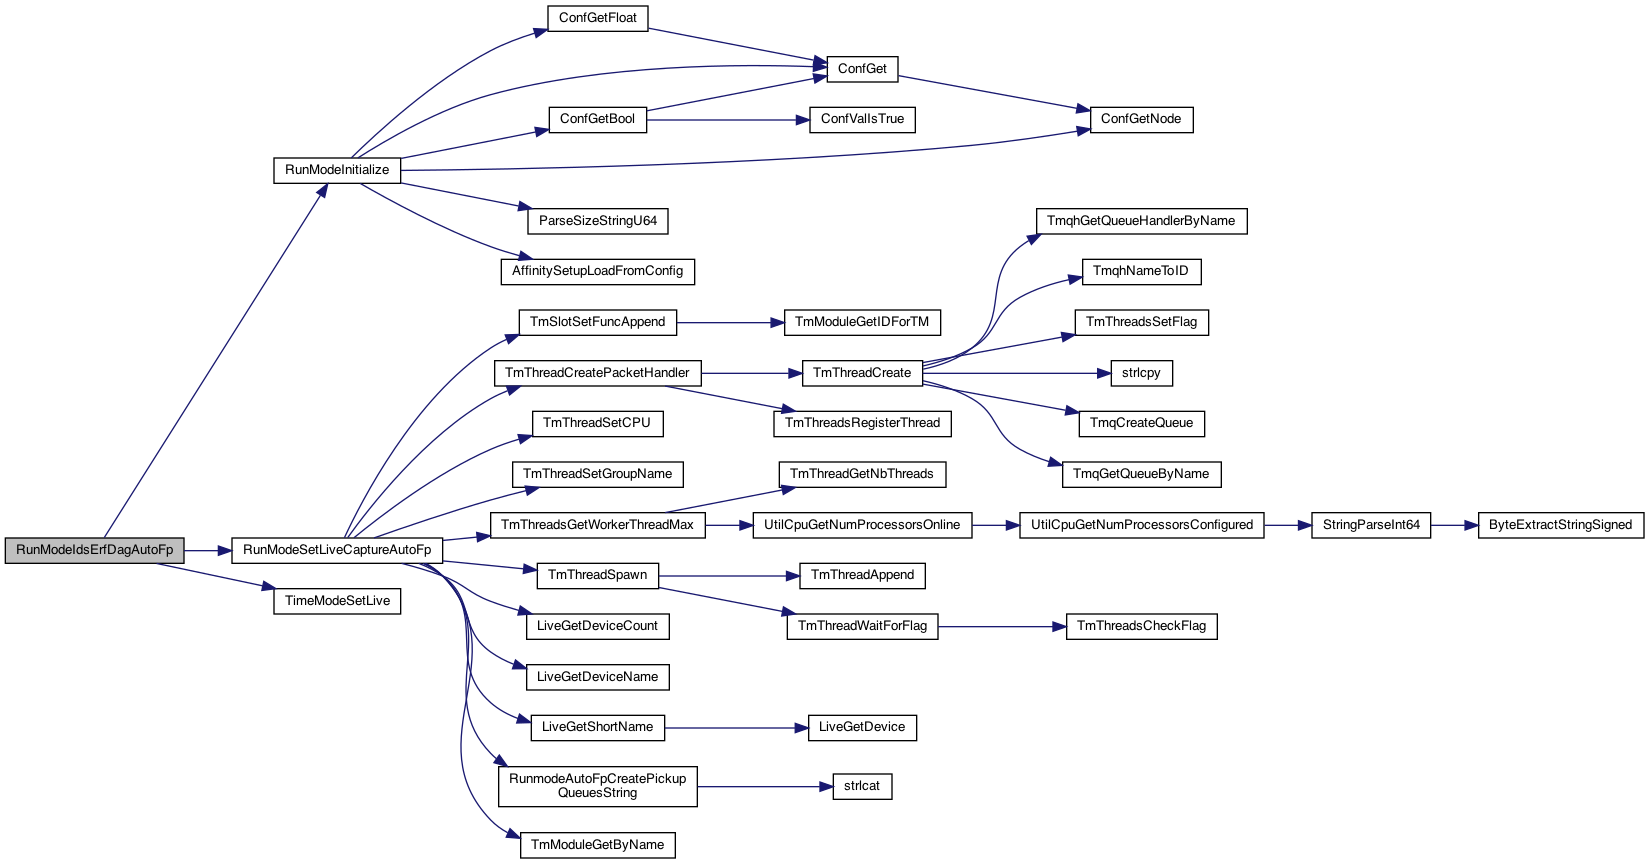 ConfGetFloat
ConfGet
ConfGetBool
ConfValIsTrue
ConfGetNode
RunModeInitialize
ParseSizeStringU64
TmqhGetQueueHandlerByName
AffinitySetupLoadFromConfig
TmqhNameToID
TmSlotSetFuncAppend
TmModuleGetIDForTM
TmThreadsSetFlag
TmThreadCreatePacketHandler
TmThreadCreate
strlcpy
TmThreadSetCPU
TmThreadsRegisterThread
TmqCreateQueue
TmThreadSetGroupName
TmThreadGetNbThreads
TmqGetQueueByName
TmThreadsGetWorkerThreadMax
UtilCpuGetNumProcessorsOnline
UtilCpuGetNumProcessorsConfigured
StringParseInt64
ByteExtractStringSigned
RunModeIdsErfDagAutoFp
RunModeSetLiveCaptureAutoFp
TmThreadSpawn
TmThreadAppend
TimeModeSetLive
LiveGetDeviceCount
TmThreadWaitForFlag
TmThreadsCheckFlag
LiveGetDeviceName
LiveGetShortName
LiveGetDevice
RunmodeAutoFpCreatePickup
QueuesString
strlcat
TmModuleGetByName